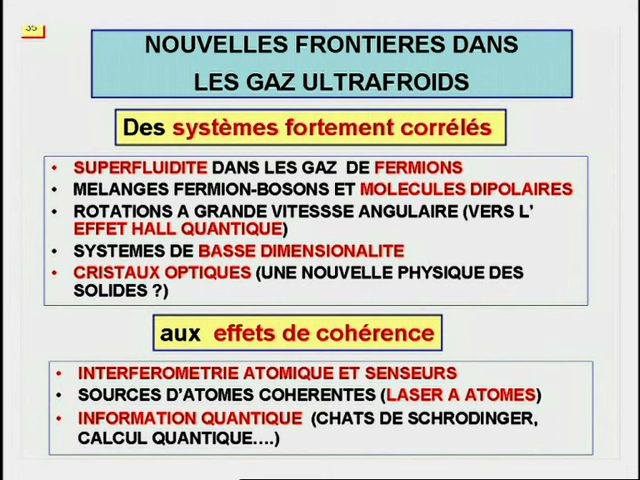 35
NOUVELLES FRONTIERES DANS
LES GAZ ULTRAFROIDS
Des systèmes fortement corrélés
• SUPERFLUIDITE DANS LES GAZ DE FERMIONS
• MELANGES FERMION-BOSONS ET MOLECULES DIPOLAIRES
• ROTATIONS A GRANDE VITESSSE ANGULAIRE (VERS L'
EFFET HALL QUANTIQUE)
• SYSTEMES DE BASSE DIMENSIONALITE
• CRISTAUX OPTIQUES (UNE NOUVELLE PHYSIQUE DES
SOLIDES ?)
aux effets de cohérence
• INTERFEROMETRIE ATOMIQUE ET SENSEURS
• SOURCES D'ATOMES COHERENTES (LASER A ATOMES)
• INFORMATION QUANTIQUE (CHATS DE SCHRODINGER,
CALCUL QUANTIQUE....)